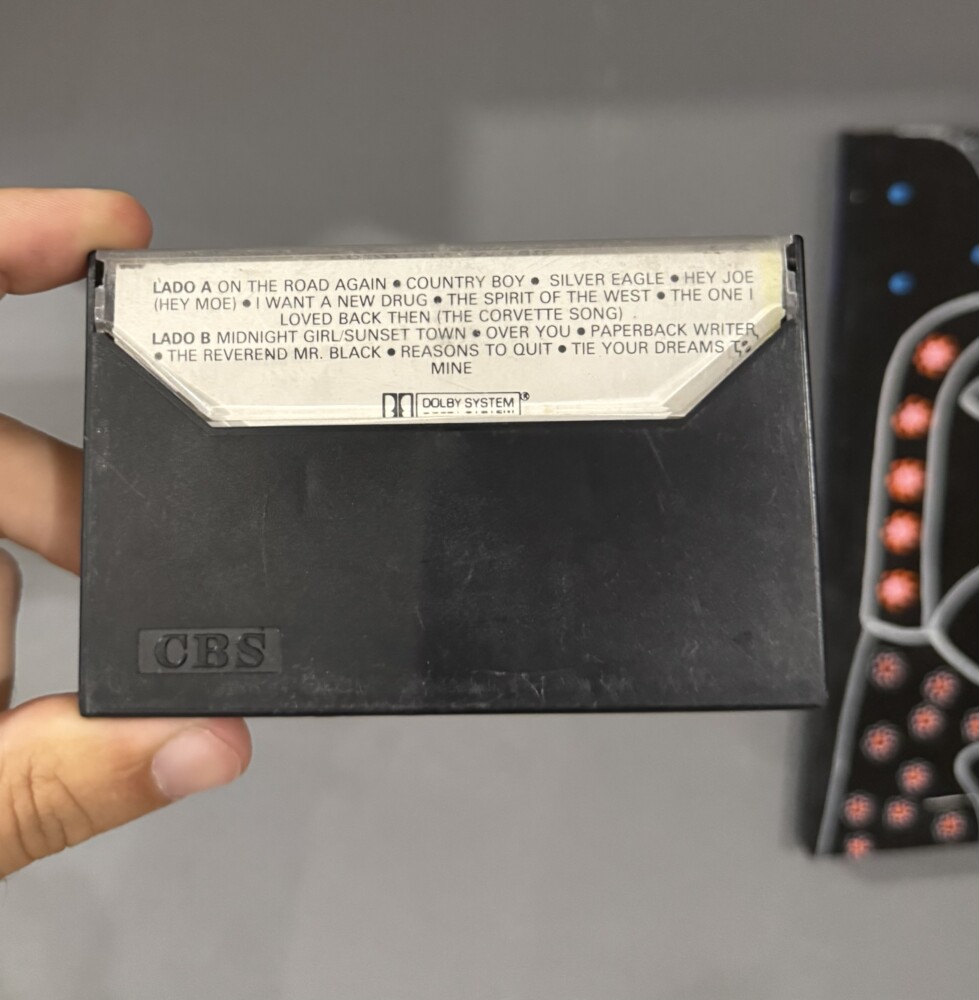 LADO A ON THE ROAD AGAIN • COUNTRY BOY • SILVER EAGLE • HEY JOE
(HEY MOE) • I WANT A NEW DRUG • THE SPIRIT OF THE WEST • THE ONE I
LOVED BACK THEN (THE CORVETTE SONG)
LADO B MIDNIGHT GIRL/SUNSET TOWN • OVER YOU • PAPERBACK WRITER
• THE REVEREND MR. BLACK • REASONS TO QUIT • TIE YOUR DREAMS TO
MINE
DOLBY SYSTEM®
CBS